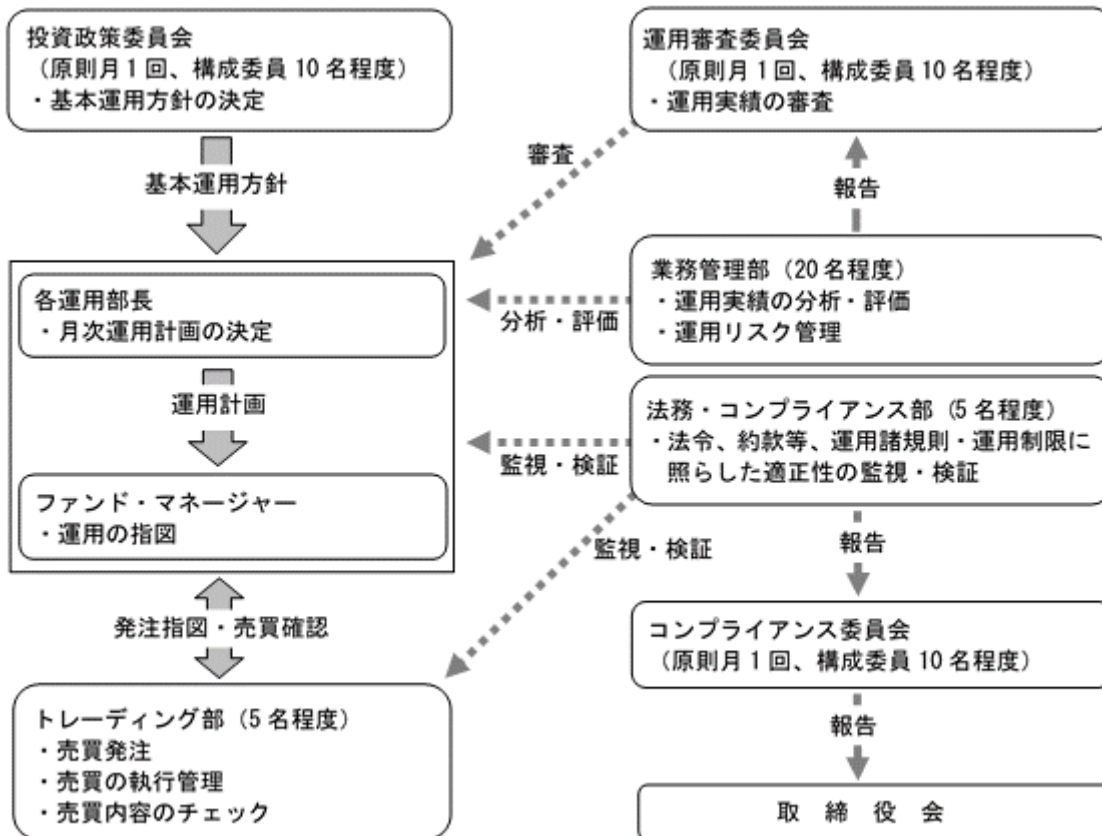 投資政策委員会
（原則月1回、構成委員10名程度）
・基本運用方針の決定
基本運用方針
各運用部長
・月次運用計画の決定
運用計画
ファンド・マネージャー
・運用の指図
発注指図・売買確認
トレーディング部（5名程度）
・売買発注
・売買の執行管理
・売買内容のチェック
運用審査委員会
（原則月1回、構成委員10名程度）
・運用実績の審査
審査
報告
業務管理部（20名程度）
・運用実績の分析・評価
・運用リスク管理
分析・評価
法務・コンプライアンス部（5名程度）
・法令、約款等、運用諸規則・運用制限に
照らした適正性の監視・検証
監視・検証
監視・検証
報告
コンプライアンス委員会
（原則月1回、構成委員10名程度）
報告
取締役会